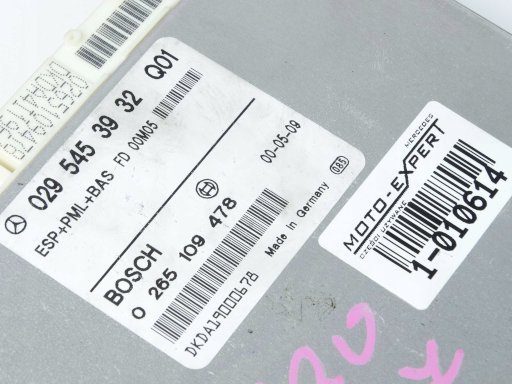 029 545 39 32 Q01
ESP+PML+BAS FD 00M05
00-05-09
085
BOSCH
0 265 109 478
DKDA19000678
Made in Germany
MERCEDES
MOTO-EXPERT
CZĘŚCI UŻYWANE
1-010614